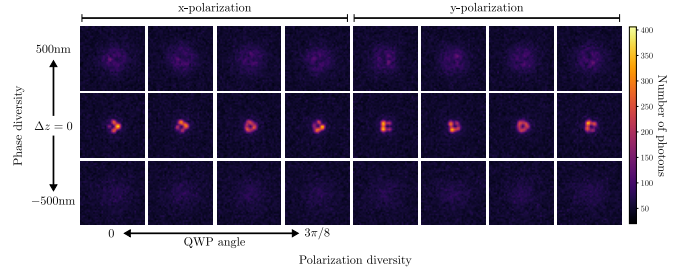 x-polarization
y-polarization
500nm
Δz = 0
−500nm
Phase diversity
400
350
300
250
200
150
100
50
Number of photons
0
3π/8
QWP angle
Polarization diversity